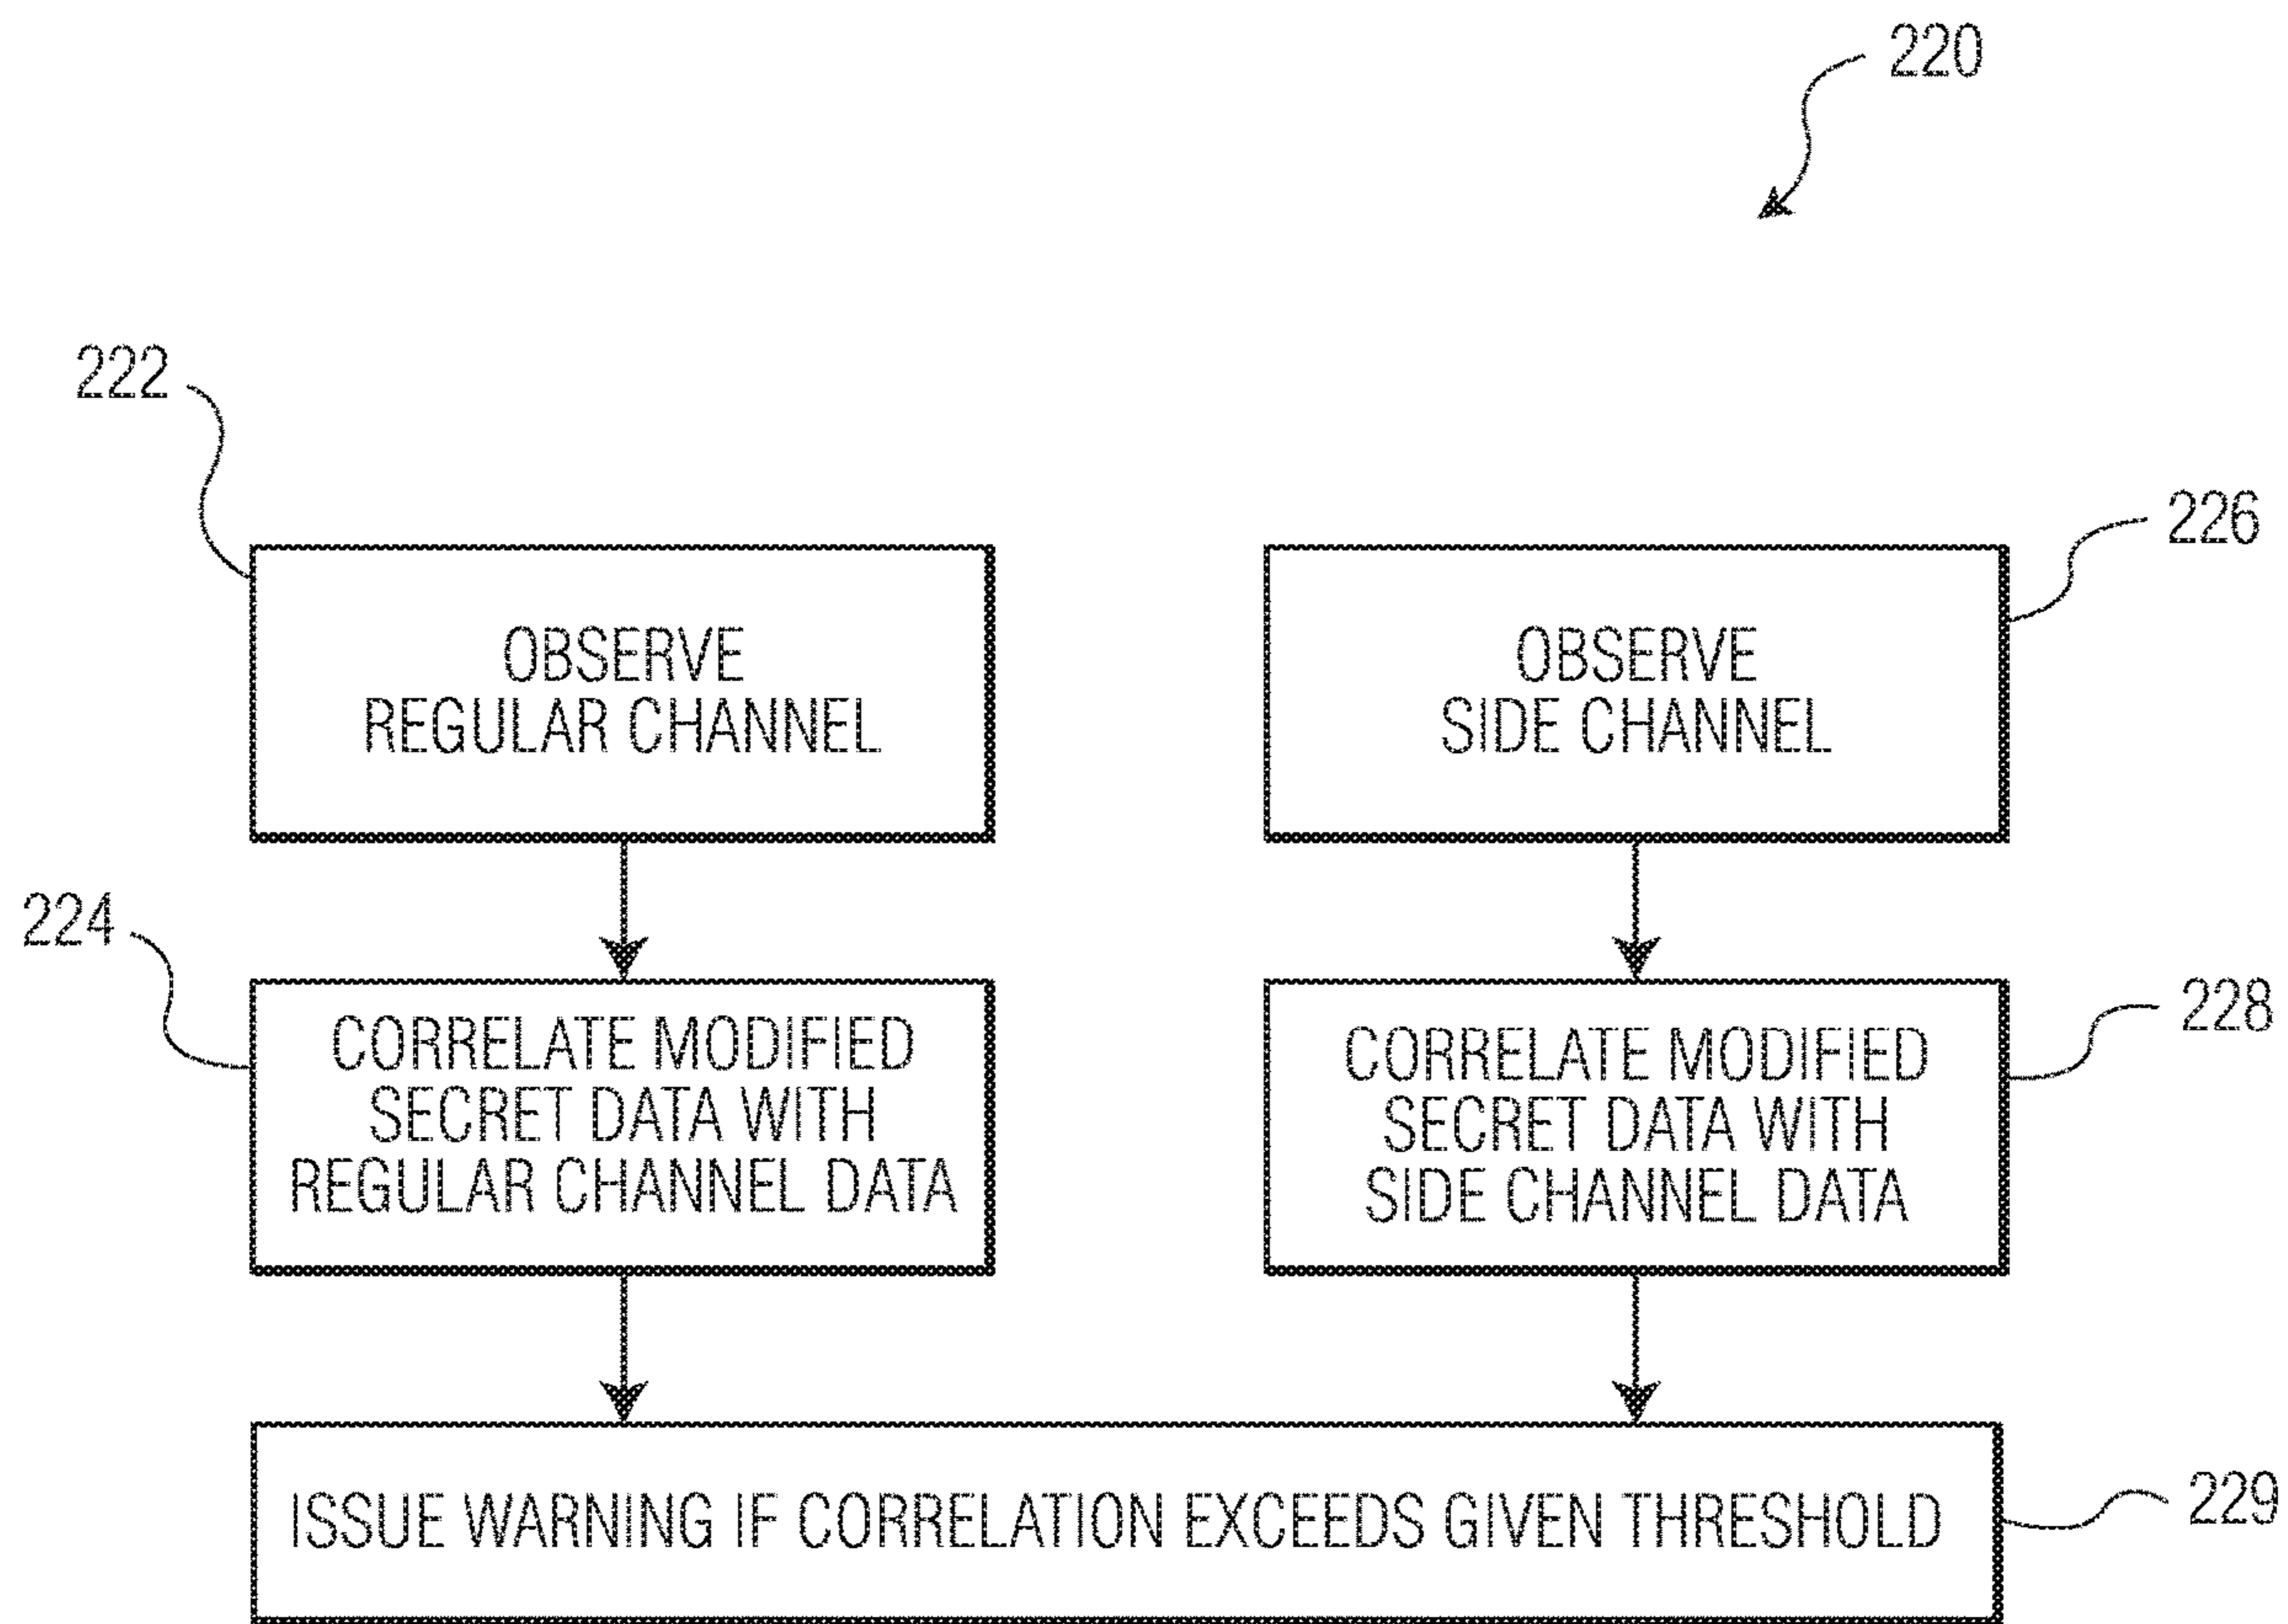 220
222
226
OBSERVE
REGULAR CHANNEL
OBSERVE
SIDE CHANNEL
224
228
CORRELATE MODIFIED
SECRET DATA WITH
REGULAR CHANNEL DATA
CORRELATE MODIFIED
SECRET DATA WITH
SIDE CHANNEL DATA
ISSUE WARNING IF CORRELATION EXCEEDS GIVEN THRESHOLD
229